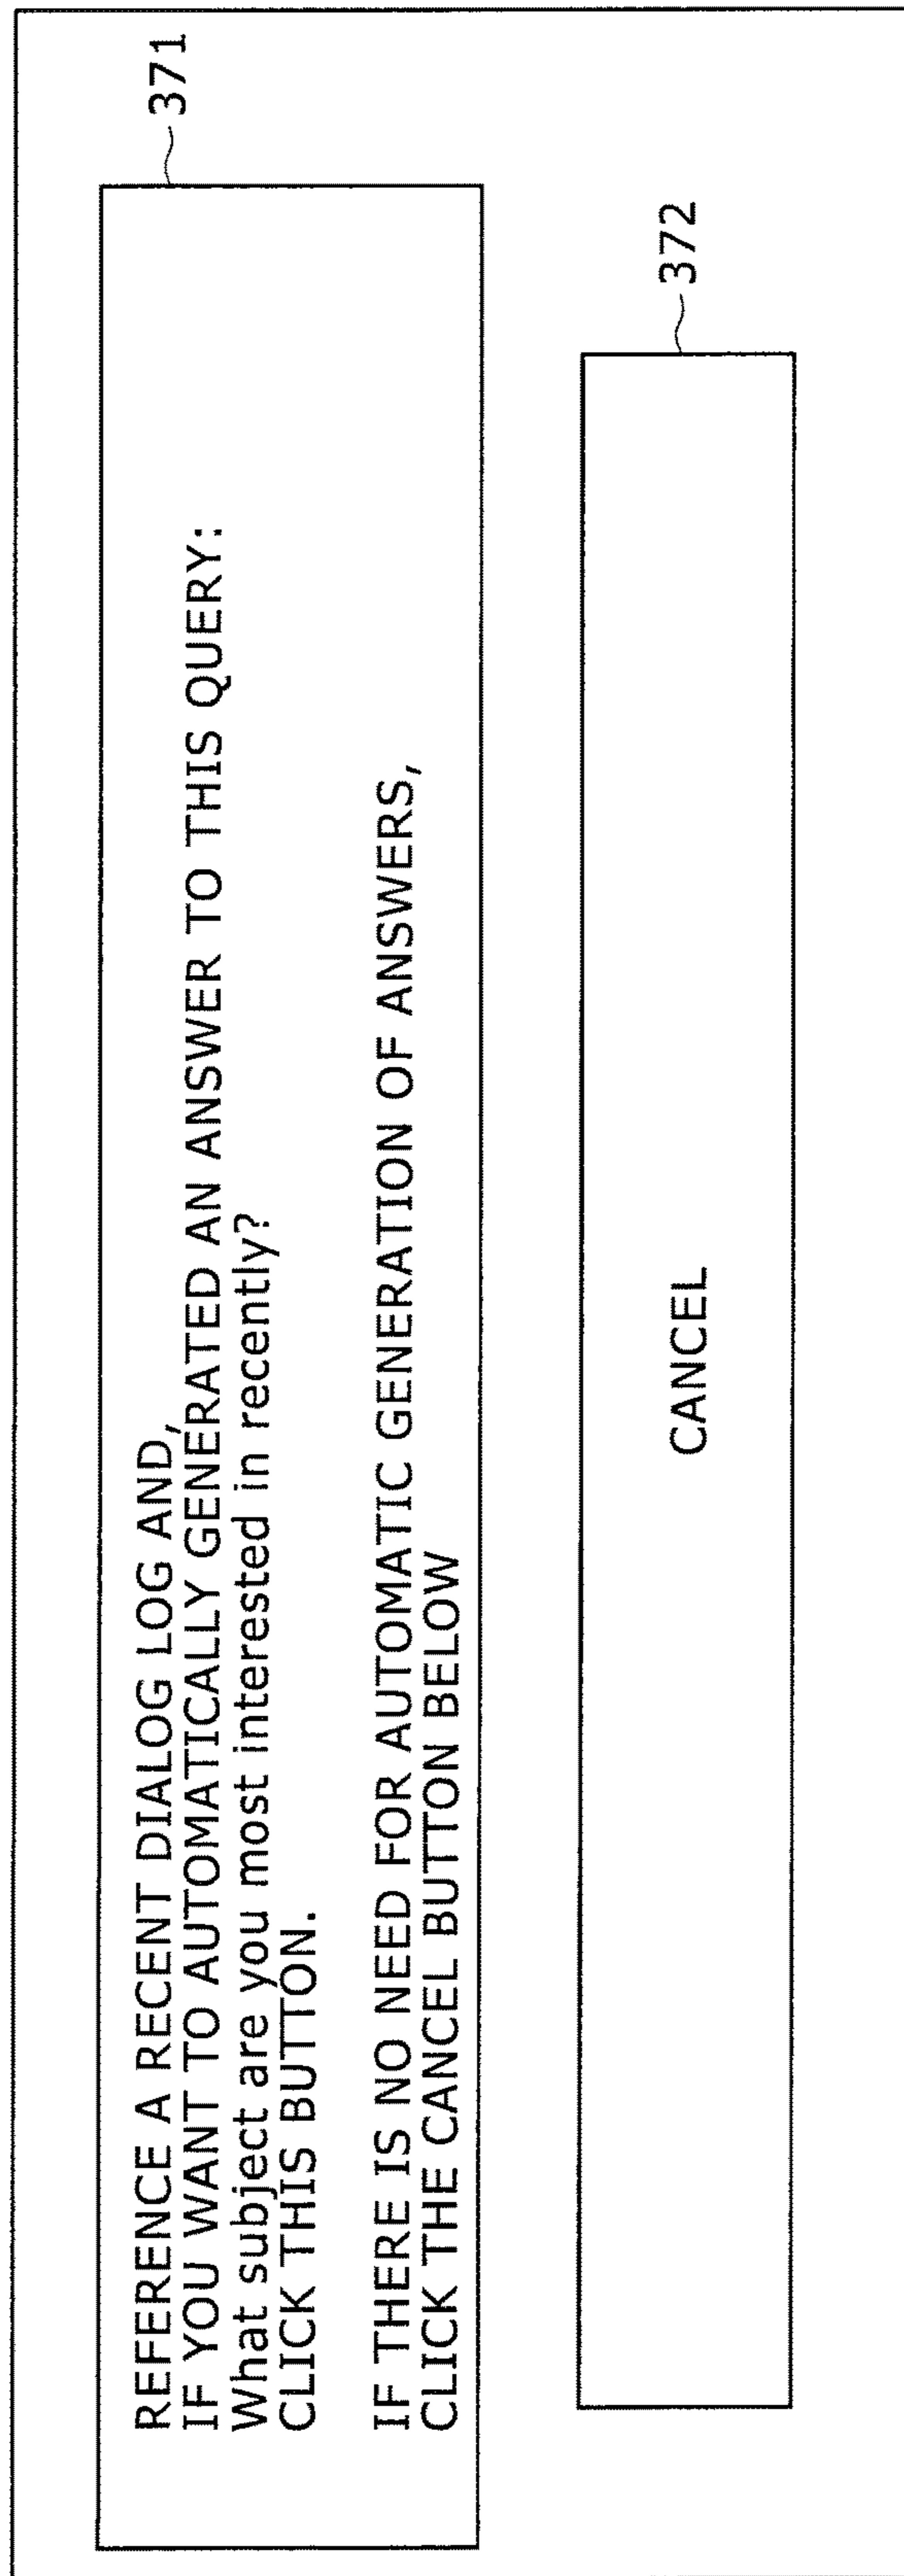 REFERENCE A RECENT DIALOG LOG AND,
IF YOU WANT TO AUTOMATICALLY GENERATED AN ANSWER TO THIS QUERY:
What subject are you most interested in recently?
CLICK THIS BUTTON.
IF THERE IS NO NEED FOR AUTOMATIC GENERATION OF ANSWERS,
CLICK THE CANCEL BUTTON BELOW
371
CANCEL
372